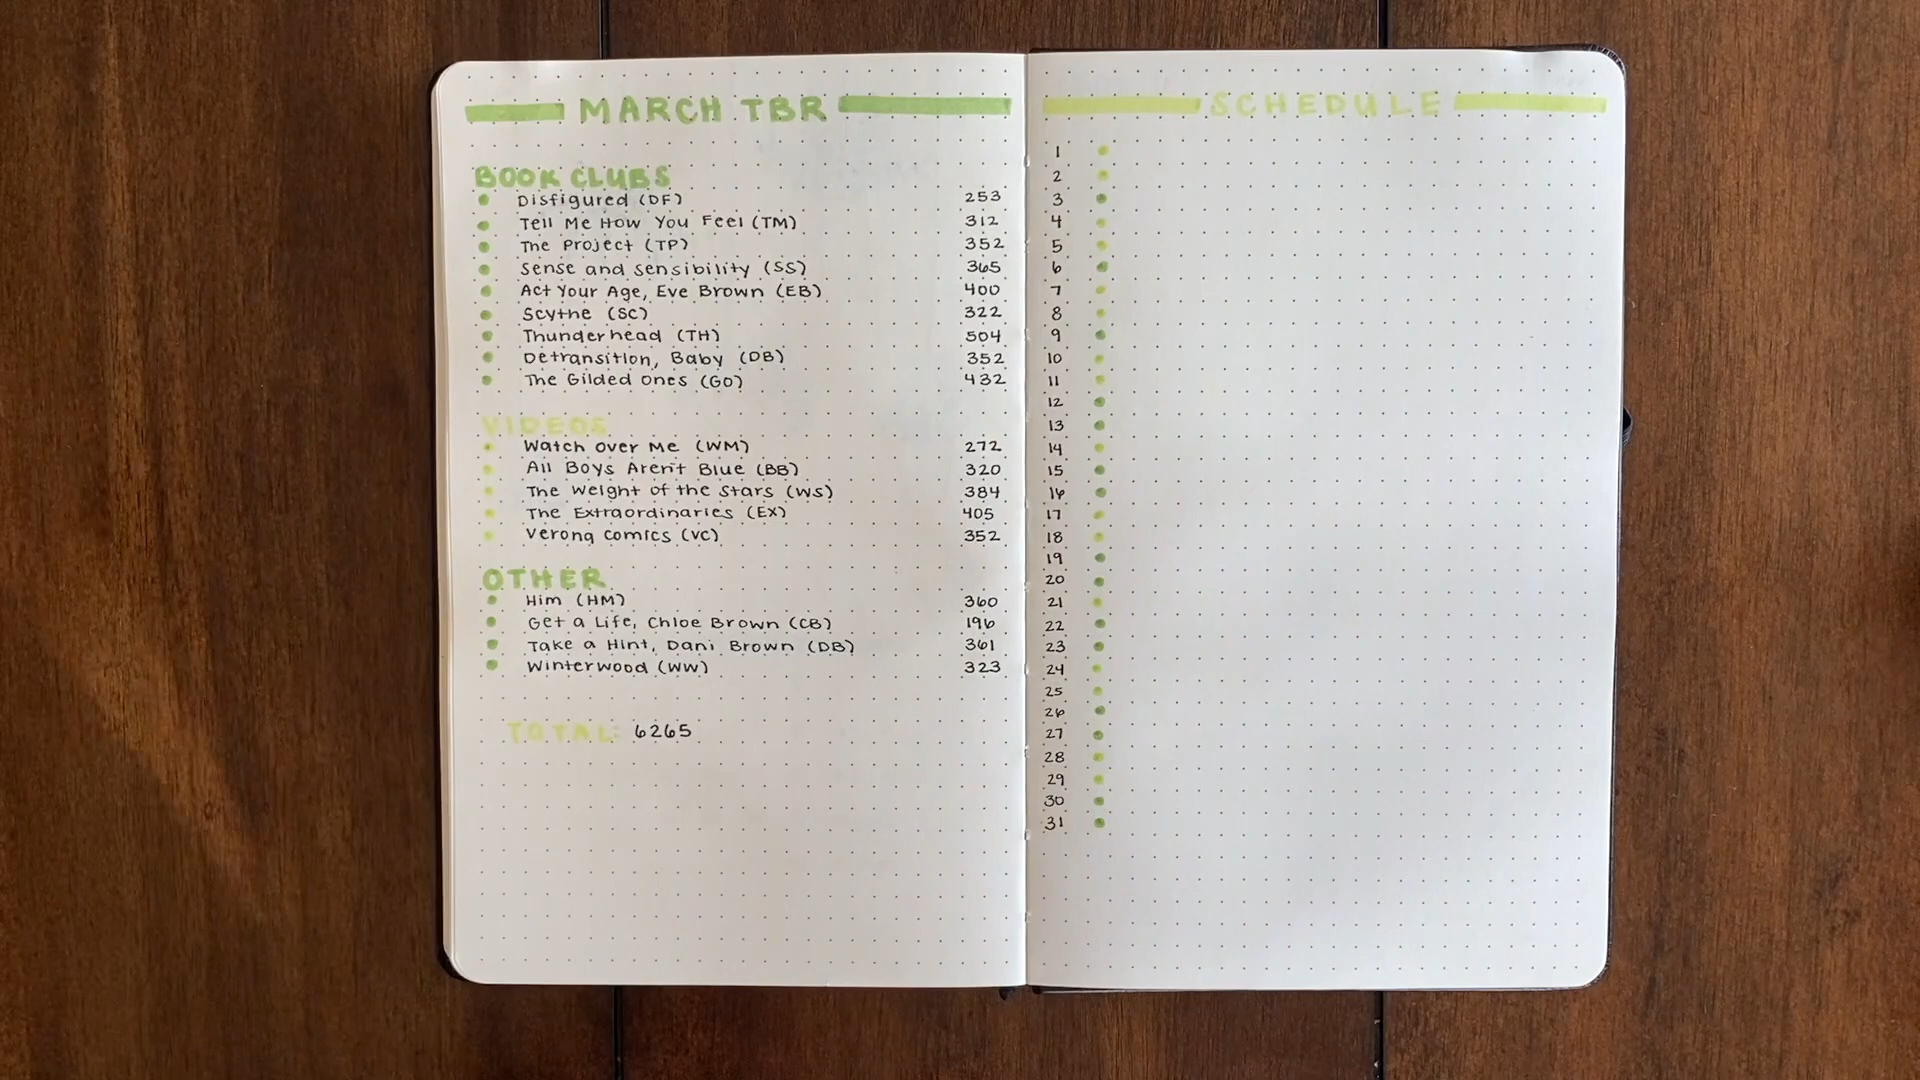 MARCH TBR
BOOK CLUBS
Disfigured (DF) 253
Tell Me How You Feel (TM) 312
The Project (TP) 352
Sense and Sensibility (SS) 365
Act Your Age, Eve Brown (EB) 400
Scythe (SC) 322
Thunderhead (TH) 504
Detransition, Baby (DB) 352
The Gilded Ones (GO) 432
VIDEOS
Watch Over Me (WM) 272
All Boys Aren't Blue (BB) 320
The Weight of the Stars (WS) 384
The Extraordinaries (EX) 405
Verona Comics (VC) 352
OTHER
Him (HM) 360
Get a Life, Chloe Brown (CB) 196
Take a Hint, Dani Brown (DB) 361
Winterwood (WW) 323
TOTAL: 6265
SCHEDULE
1
2
3
4
5
6
7
8
9
10
11
12
13
14
15
16
17
18
19
20
21
22
23
24
25
26
27
28
29
30
31